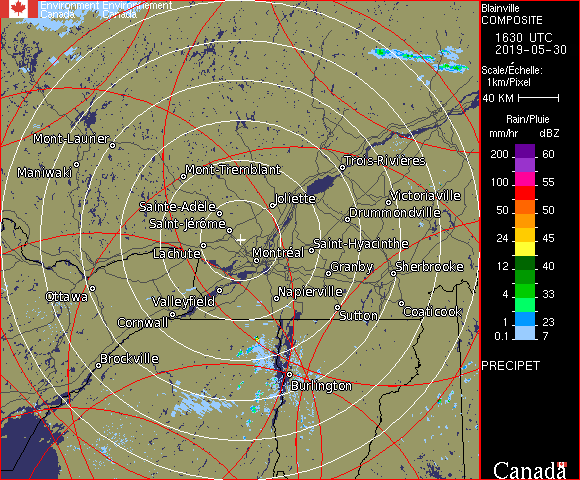 Environment Environnement
Canada Canada
Mont-Laurier
Maniwaki
Mont-Tremblant
Trois-Rivières
Joliette
Victoriaville
Sainte-Adèle
Drummondville
Saint-Jérôme
Saint-Hyacinthe
Lachute
Montréal
Granby
Sherbrooke
Ottawa
Valleyfield
Napierville
Coaticook
Cornwall
Sutton
Brockville
Burlington
Blainville
COMPOSITE
1630 UTC
2019-05-30
Scale/Échelle:
1km/Pixel
40 KM
Rain/Pluie
mm/hr dBZ
200 60
100 55
50 50
24 45
12 40
4 33
1 23
0.1 7
PRECIPET
Canada